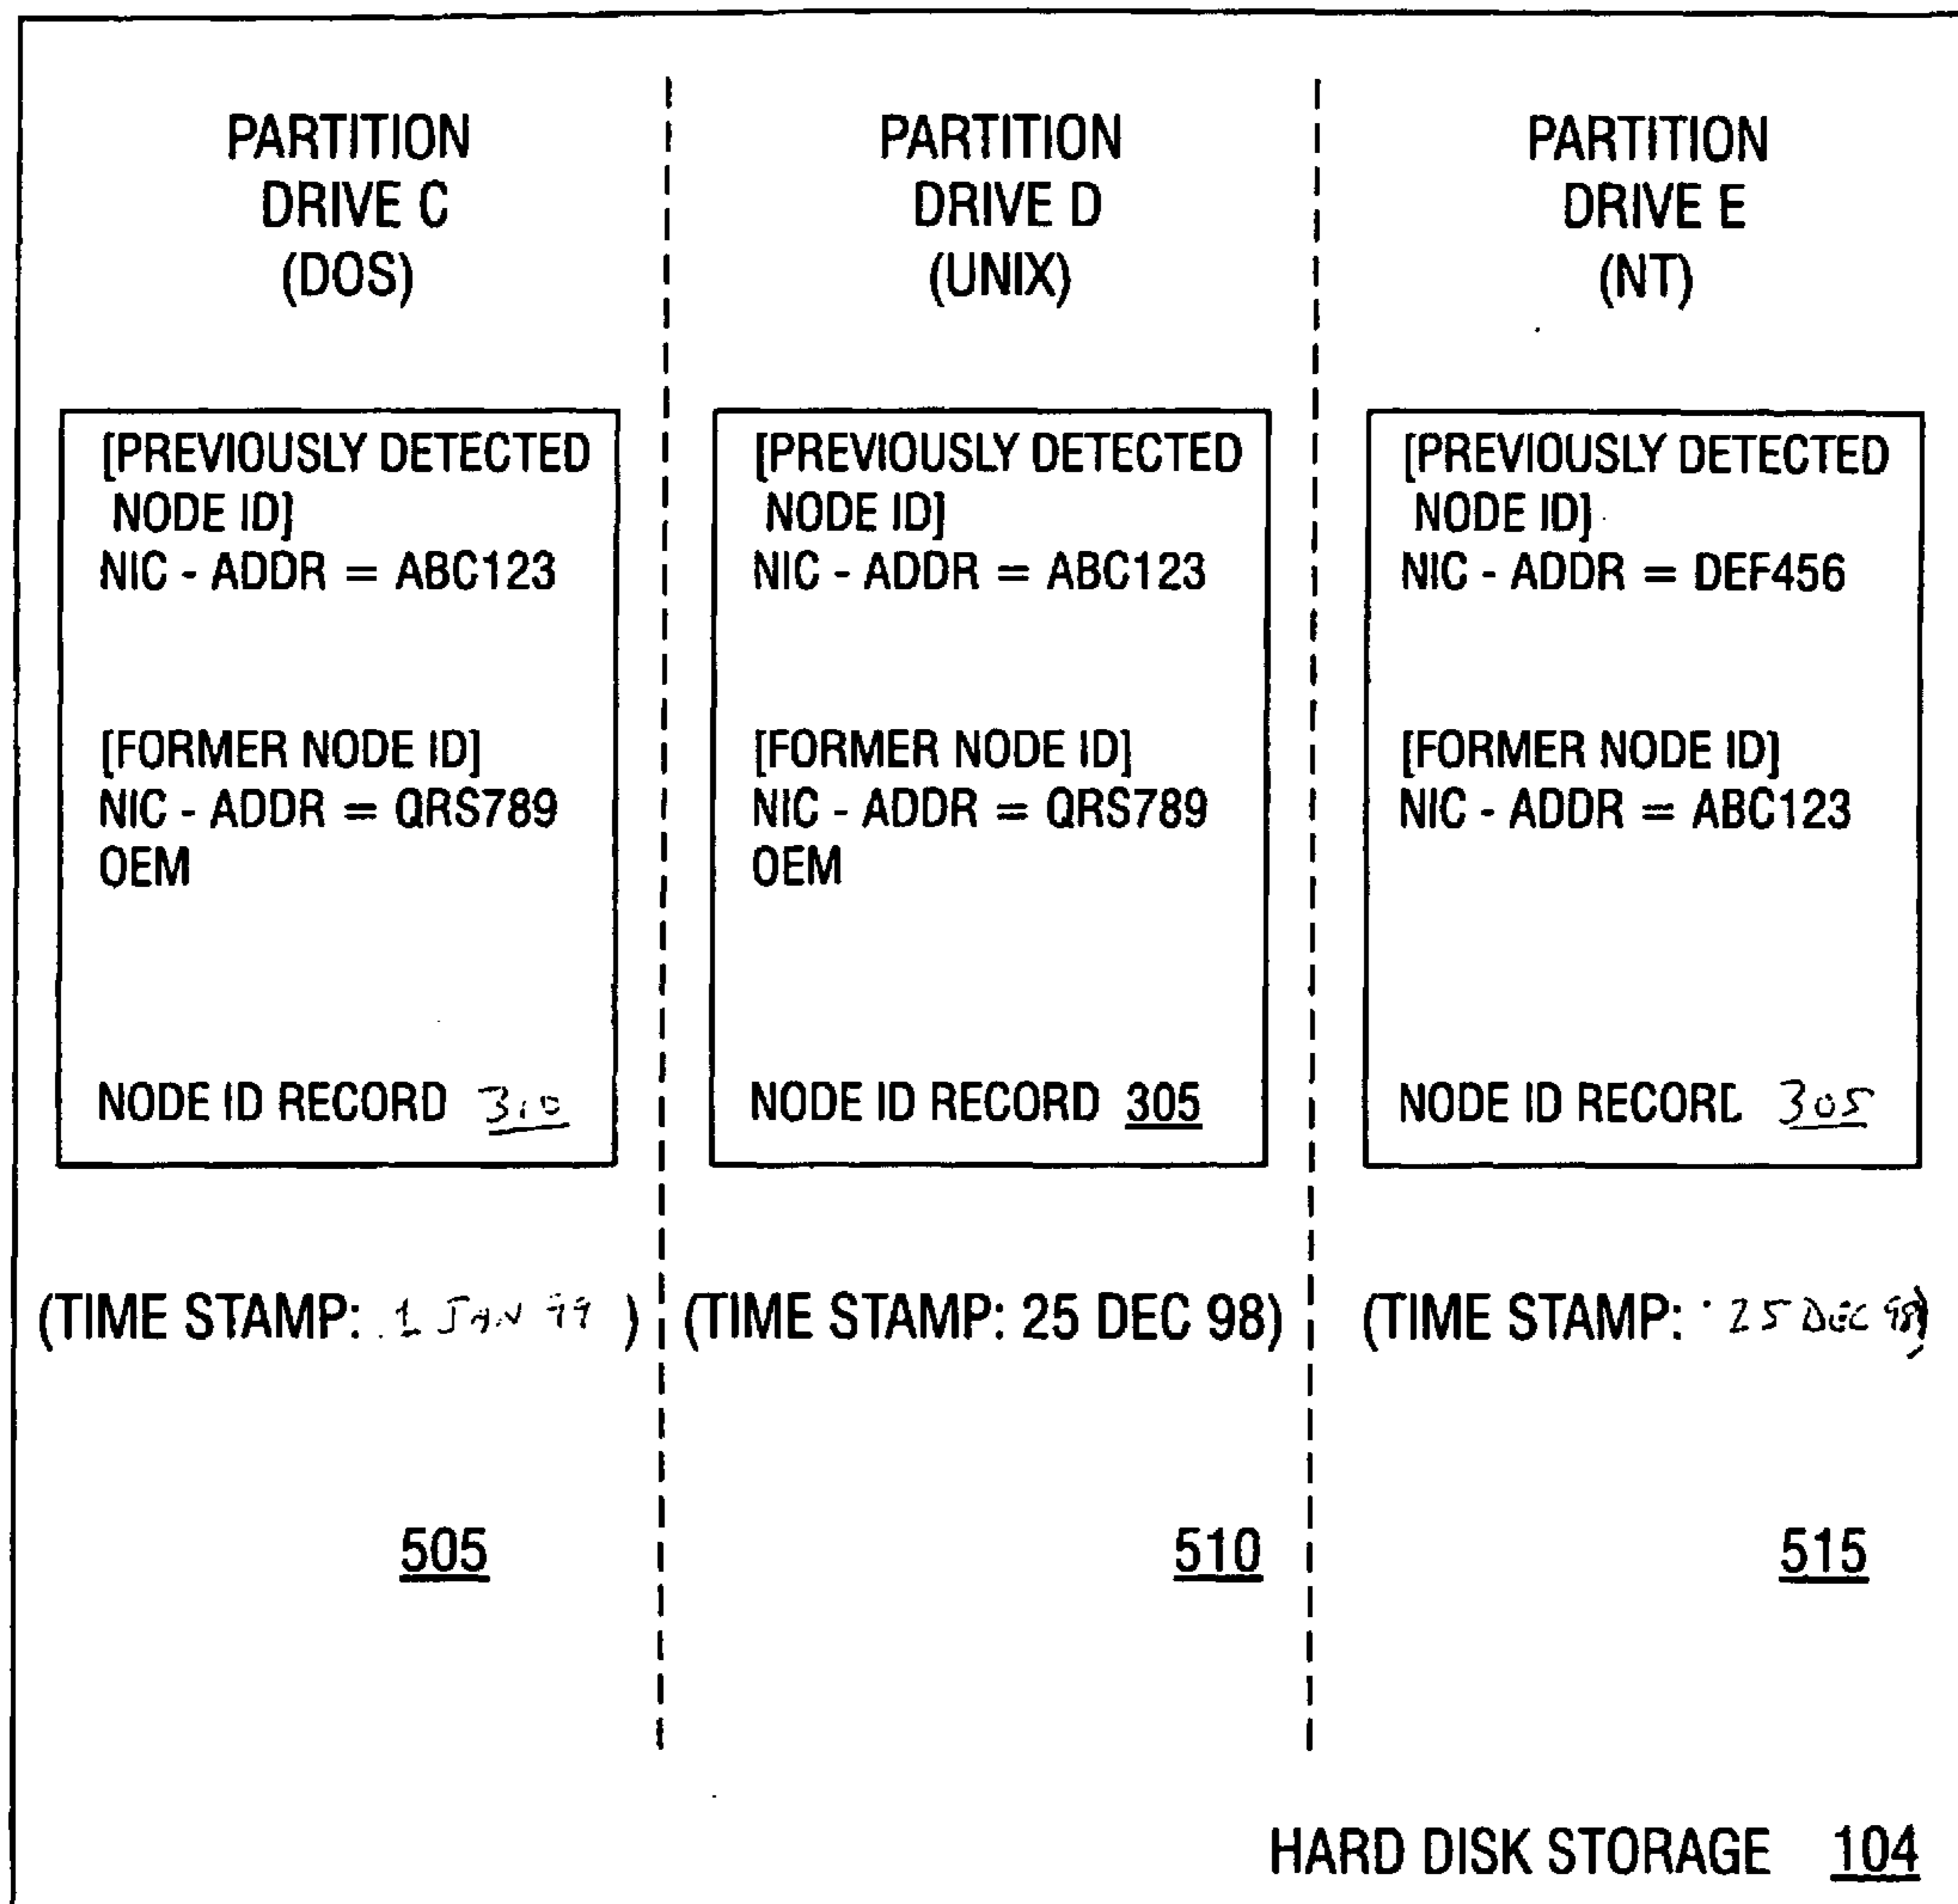 PARTITION
DRIVE C
(DOS)
[PREVIOUSLY DETECTED
NODE ID]
NIC - ADDR = ABC123
[FORMER NODE ID]
NIC - ADDR = QRS789
OEM
NODE ID RECORD 310
(TIME STAMP: 1 JAN 99 )
505
PARTITION
DRIVE D
(UNIX)
[PREVIOUSLY DETECTED
NODE ID]
NIC - ADDR = ABC123
[FORMER NODE ID]
NIC - ADDR = QRS789
OEM
NODE ID RECORD 305
(TIME STAMP: 25 DEC 98)
510
PARTITION
DRIVE E
(NT)
[PREVIOUSLY DETECTED
NODE ID]
NIC - ADDR = DEF456
[FORMER NODE ID]
NIC - ADDR = ABC123
NODE ID RECORD 305
(TIME STAMP: 25 DEC 98)
515
HARD DISK STORAGE 104